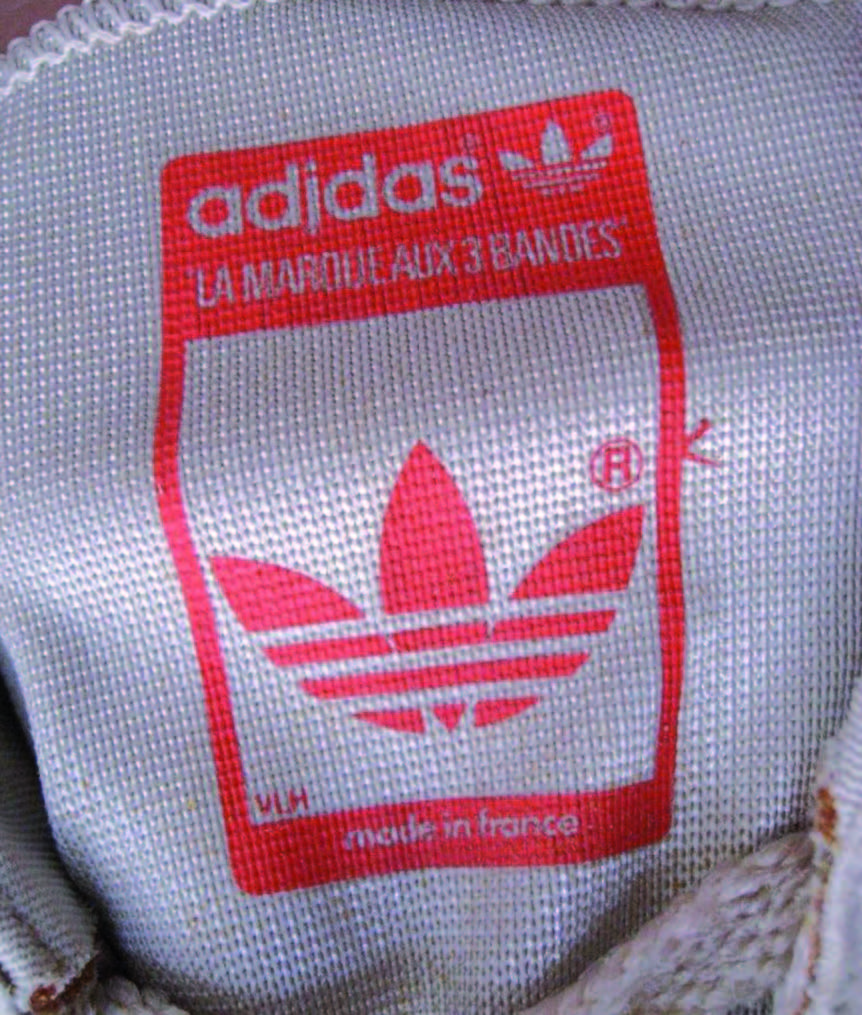 adidas®
®
"LA MARQUE AUX 3 BANDES"
®
VLH
made in france